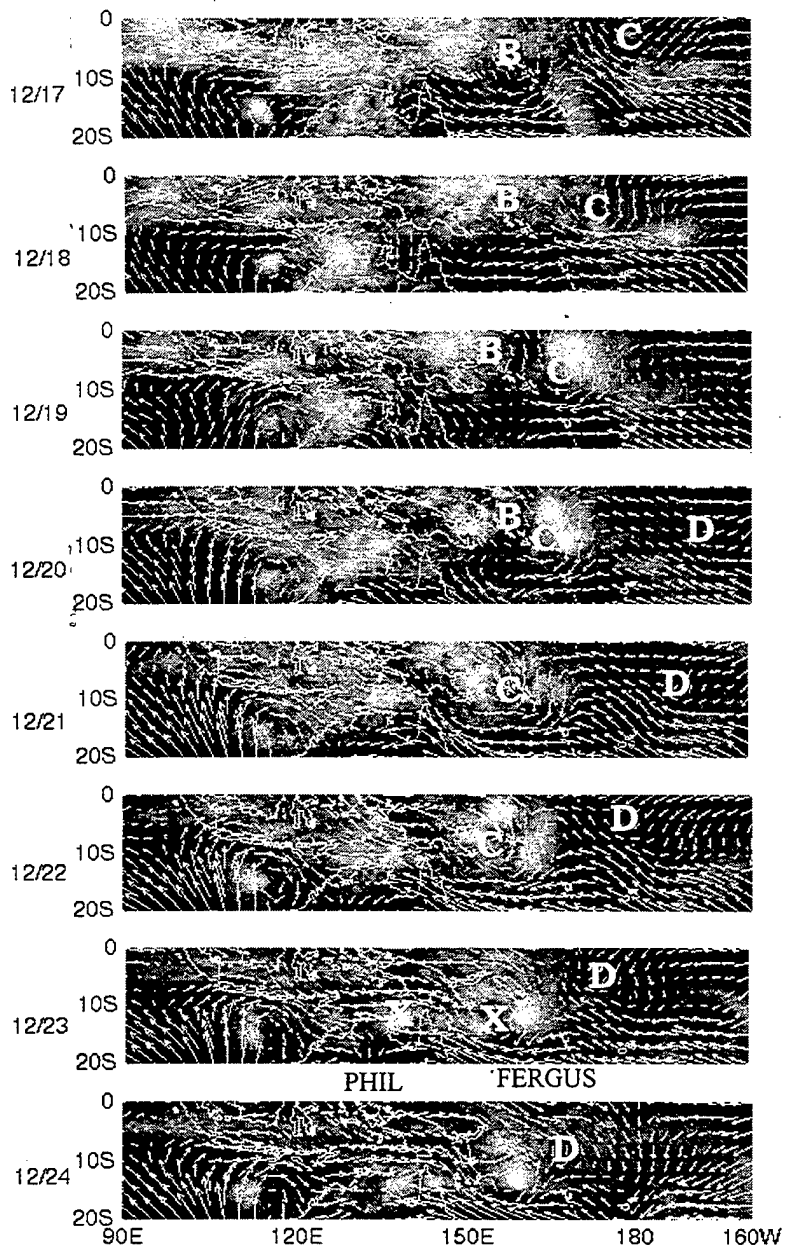 0
B C
12/17 10S
20S
0
B C
12/18 10S
20S
0
B C
12/19 10S
20S
0
B C D
12/20 10S
20S
0
C D
12/21 10S
20S
0
C D
12/22 10S
20S
0
D
12/23 10S X X
20S
PHIL FERGUS
0
D
12/24 10S
20S
90E 120E 150E 180 160W